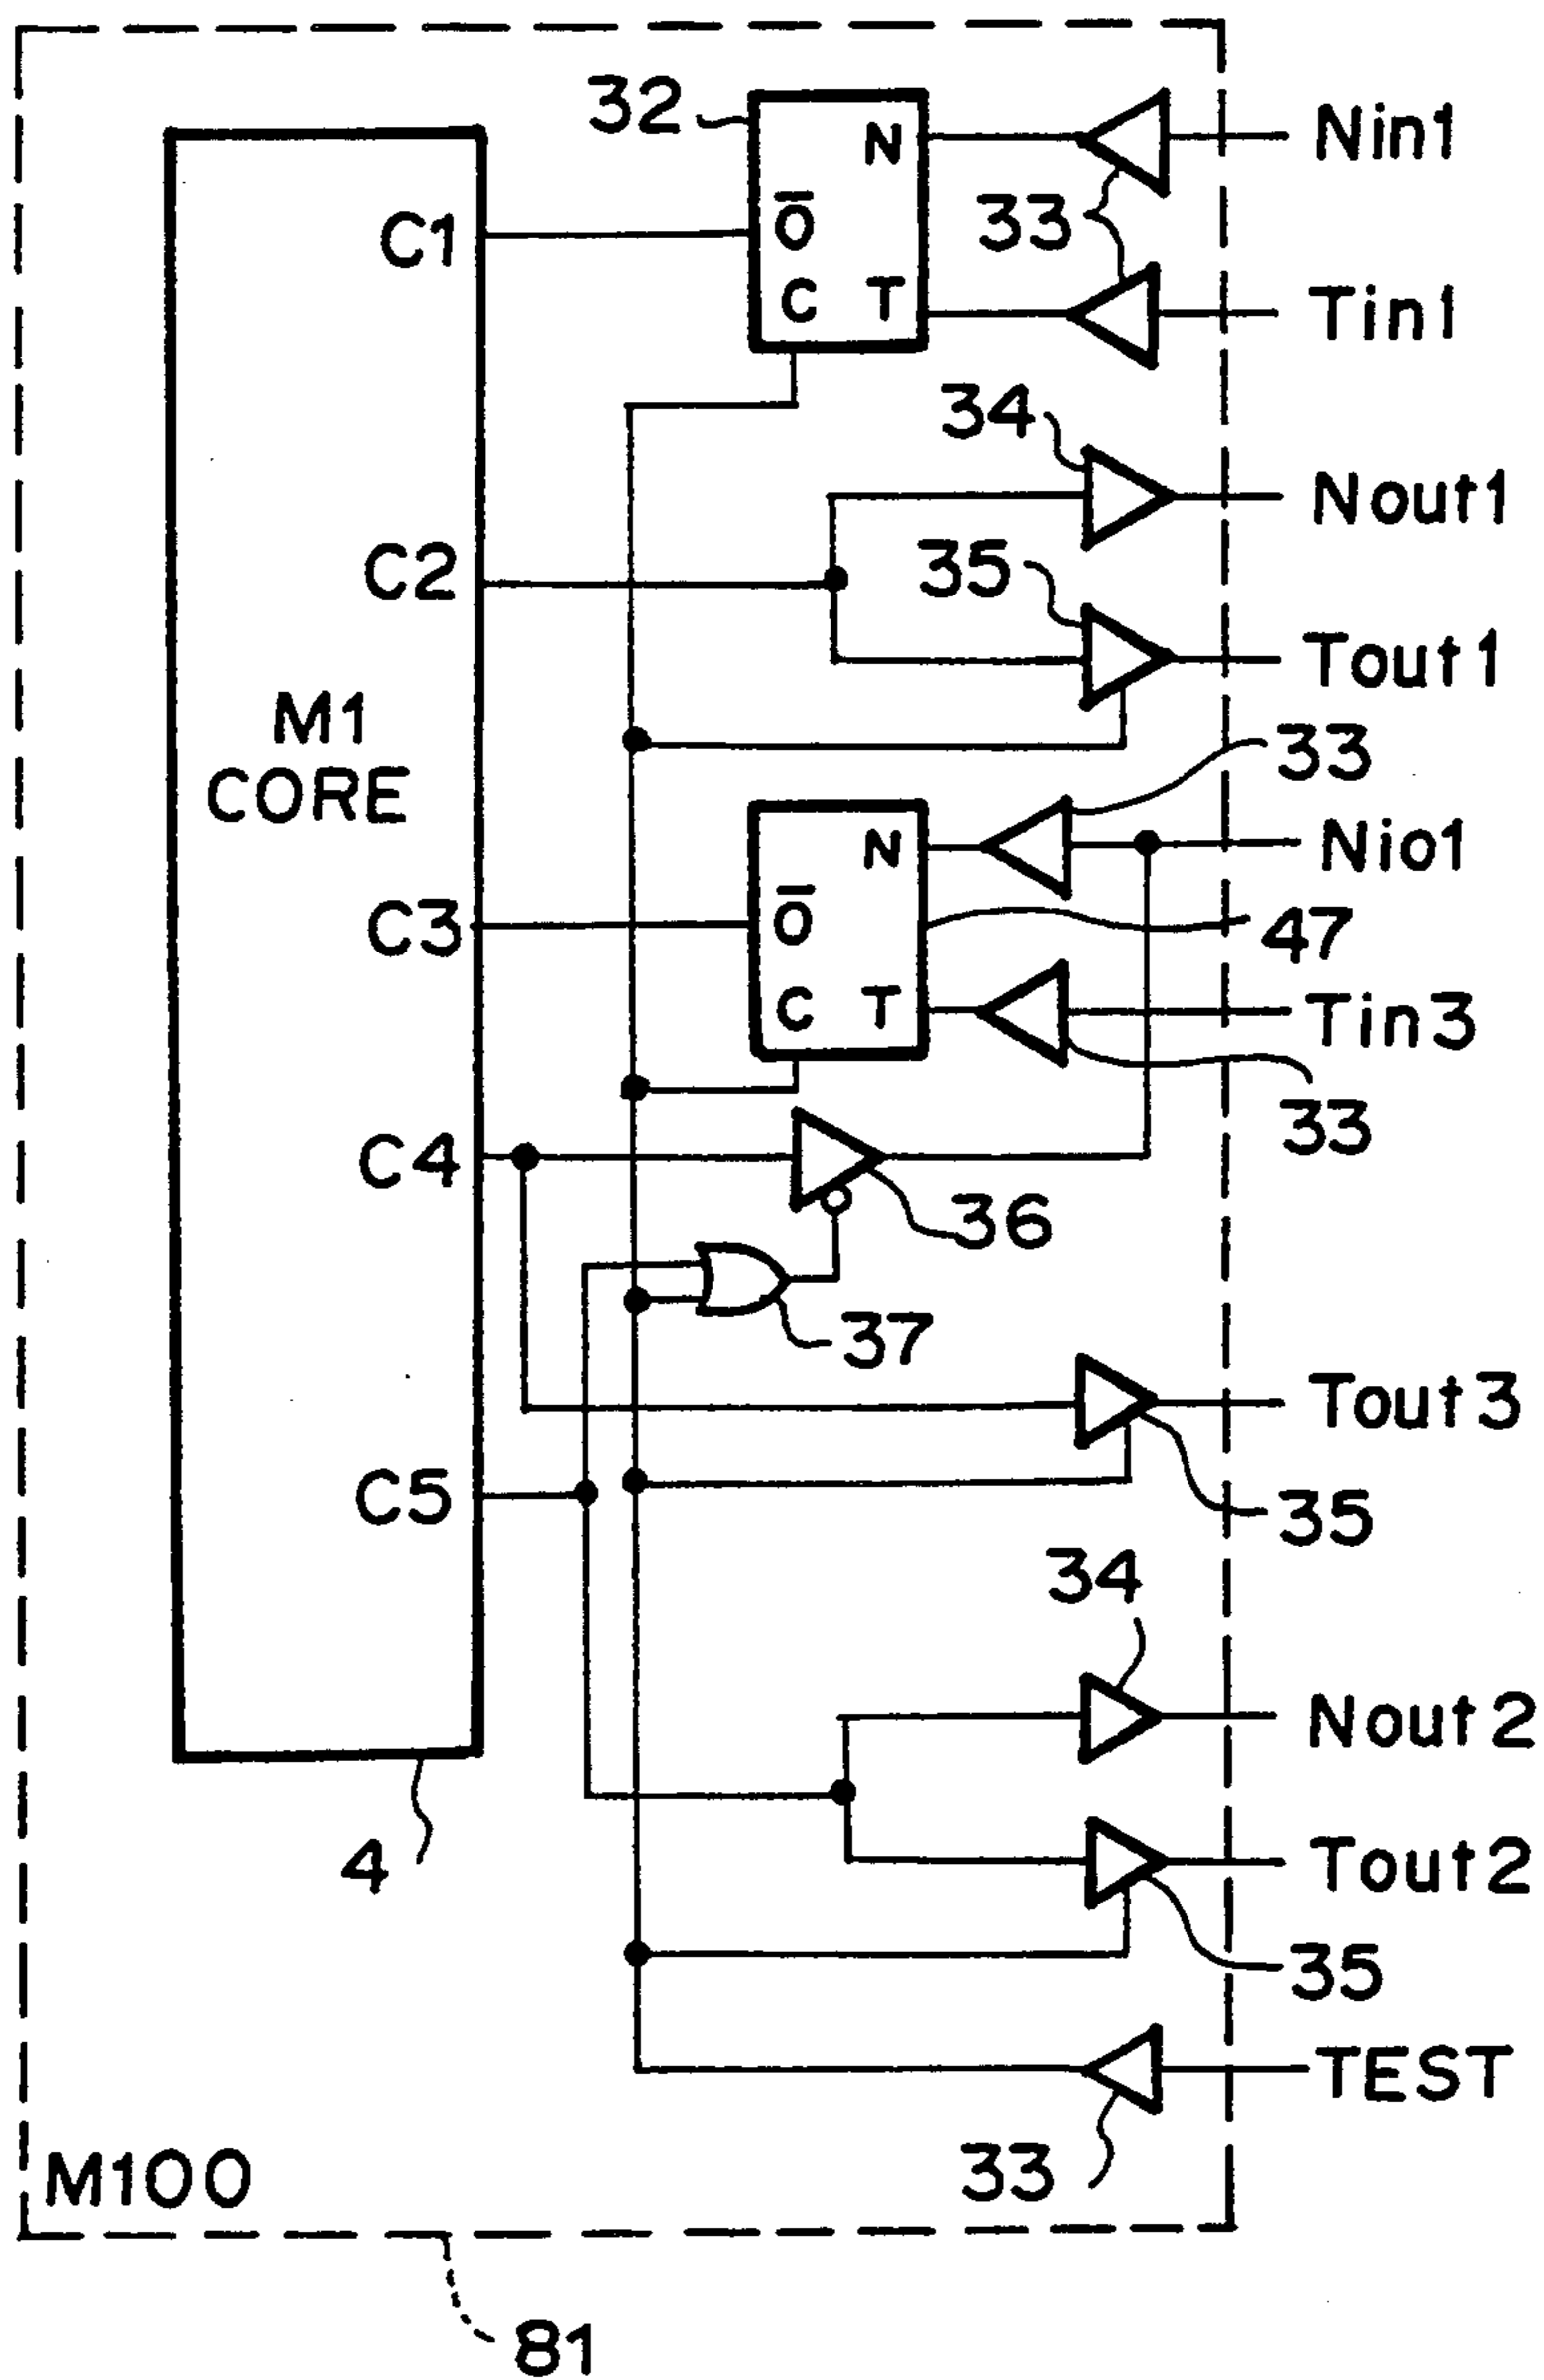 32
N
Nin1
33
C1
O̅
C T
Tin1
34
Nout1
C2
35
Tout1
M1
CORE
33
N
Nio1
C3
O̅
47
C T
Tin3
33
C4
36
37
Tout3
C5
35
34
Nout2
4
Tout2
35
TEST
33
M100
81